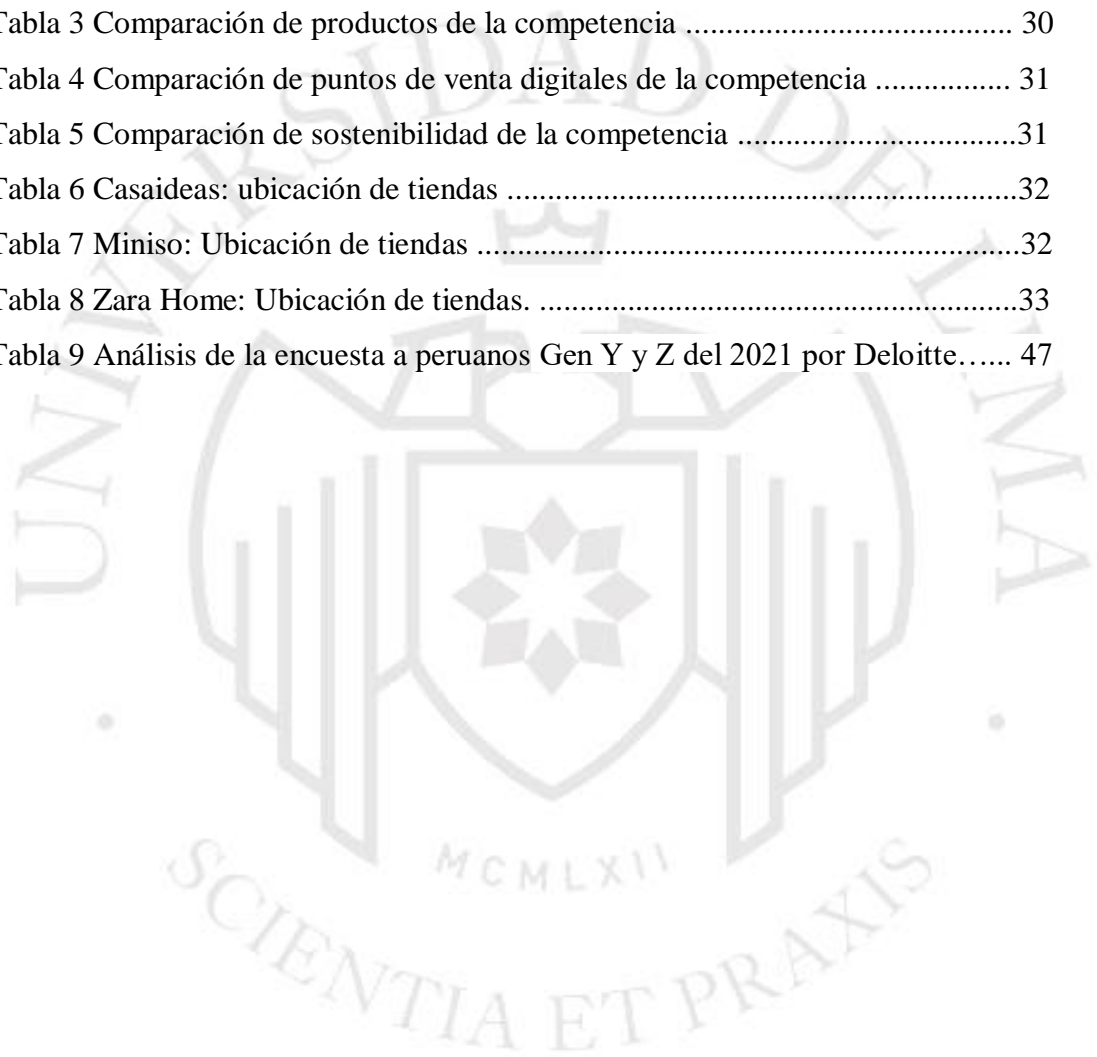 Tabla 3 Comparación de productos de la competencia ..................................... 30
Tabla 4 Comparación de puntos de venta digitales de la competencia ................ 31
Tabla 5 Comparación de sostenibilidad de la competencia ...................................31
Tabla 6 Casaideas: ubicación de tiendas ...............................................................32
Tabla 7 Miniso: Ubicación de tiendas ...................................................................32
Tabla 8 Zara Home: Ubicación de tiendas. ...........................................................33
Tabla 9 Análisis de la encuesta a peruanos Gen Y y Z del 2021 por Deloitte…... 47
UNIVERSIDAD DE LIMA
MCMLXII
SCIENTIA ET PRAXIS